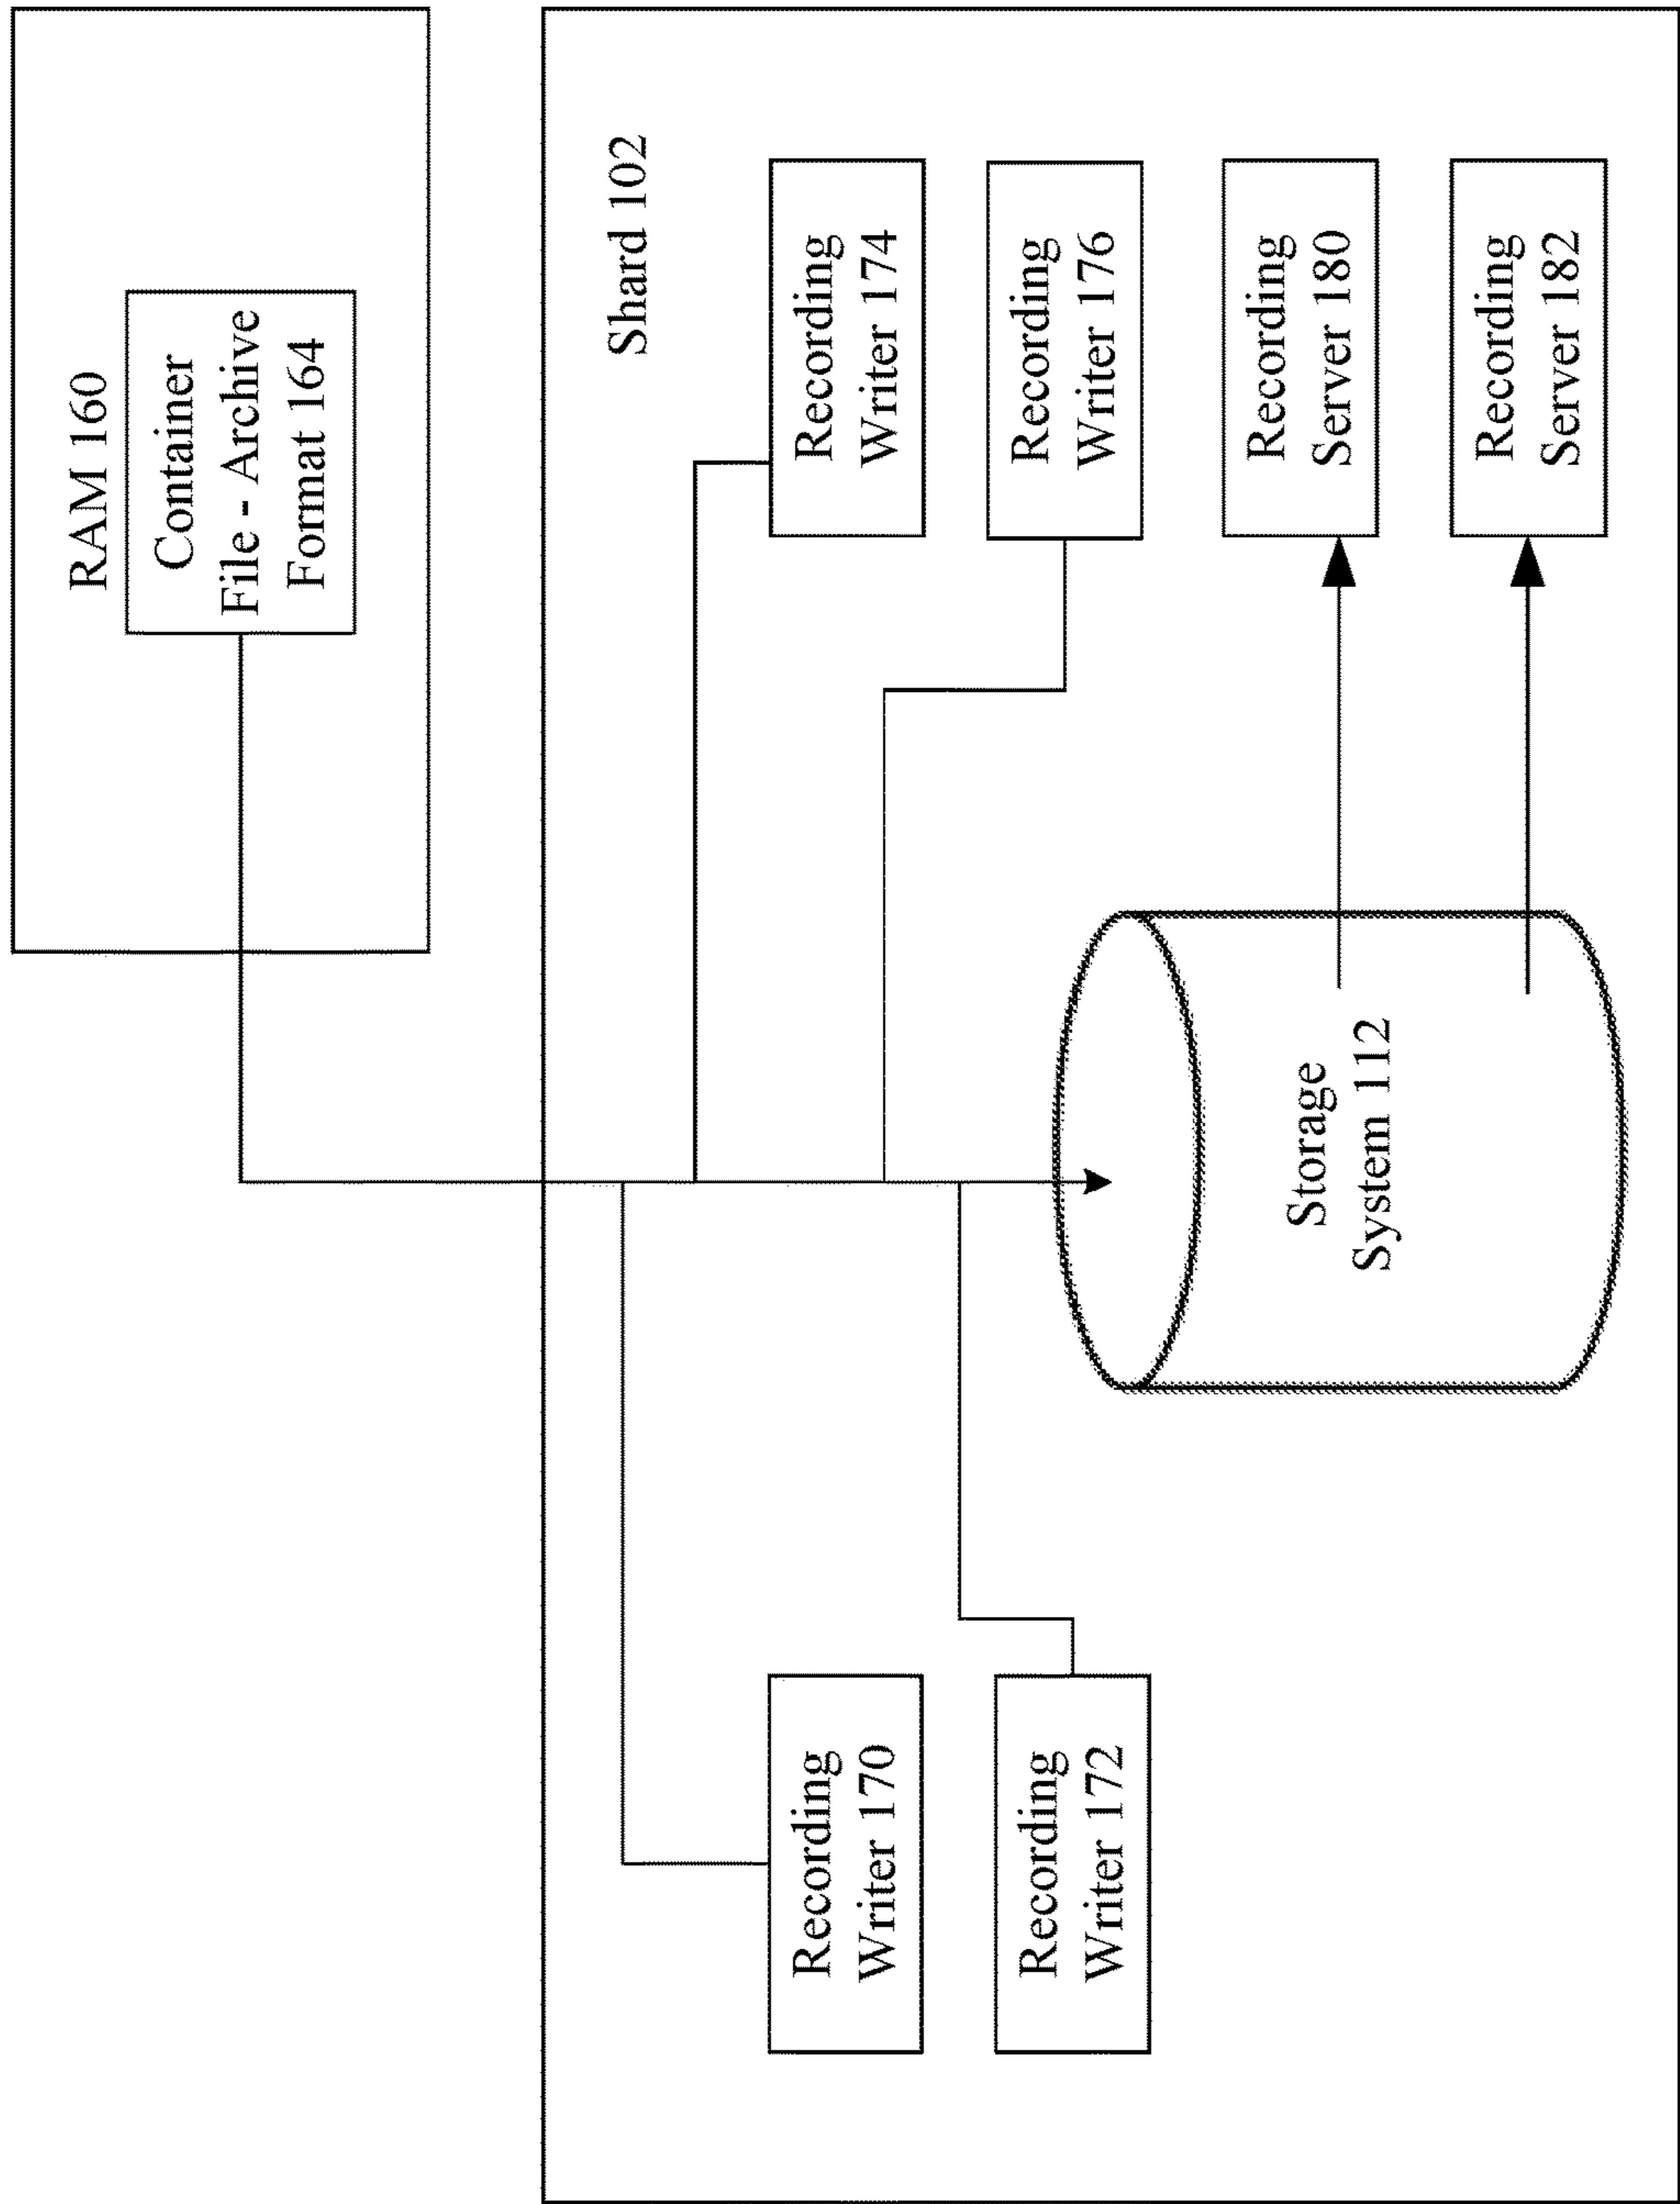 RAM 160
Container
File - Archive
Format 164
Shard 102
Recording
Writer 170
Recording
Writer 174
Recording
Writer 172
Recording
Writer 176
Storage
System 112
Recording
Server 180
Recording
Server 182